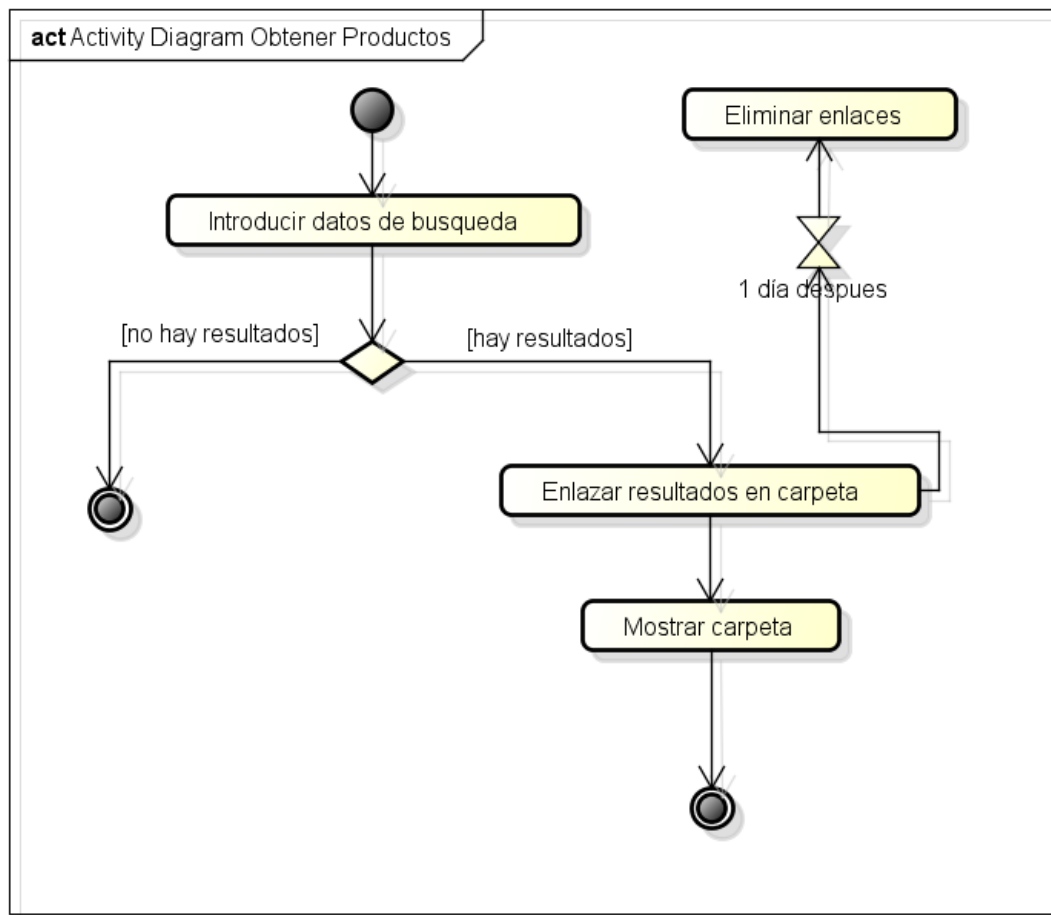 act Activity Diagram Obtener Productos
Eliminar enlaces
Introducir datos de busqueda
1 día despues
[no hay resultados]
[hay resultados]
Enlazar resultados en carpeta
Mostrar carpeta